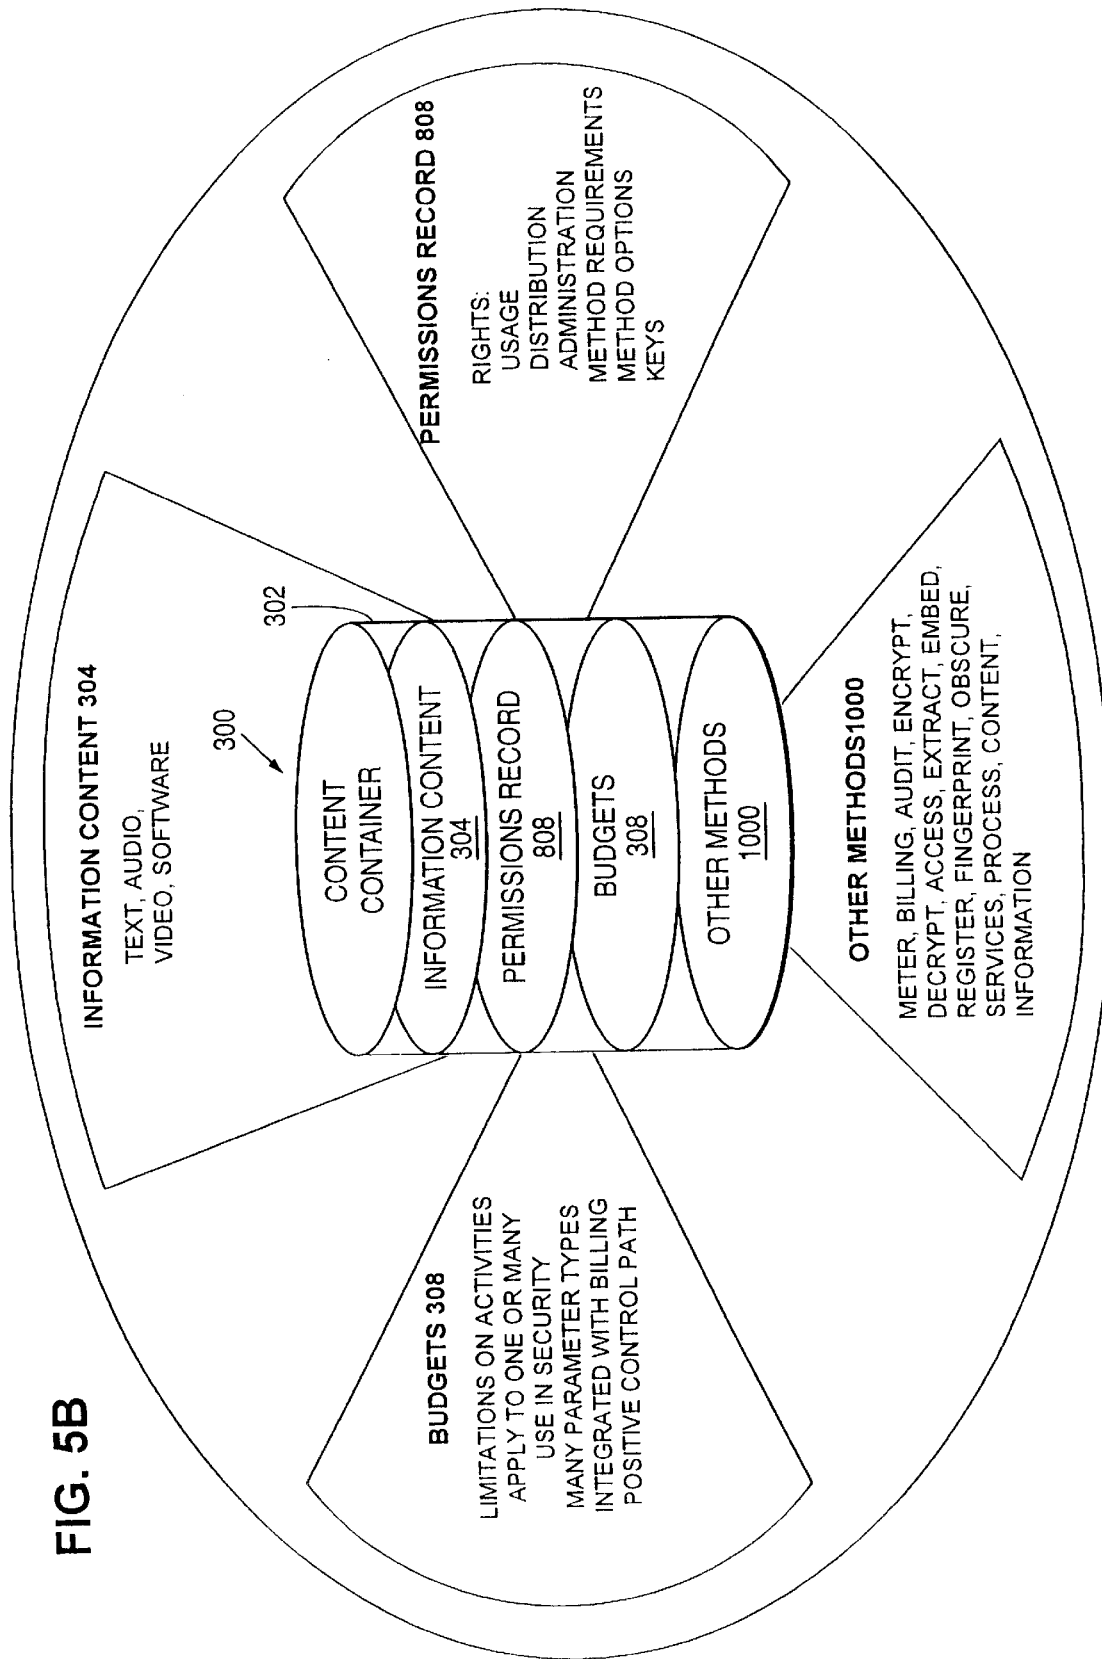 FIG. 5B
INFORMATION CONTENT 304
TEXT, AUDIO,
VIDEO, SOFTWARE
300
302
CONTENT
CONTAINER
INFORMATION CONTENT
304
PERMISSIONS RECORD
808
BUDGETS
308
OTHER METHODS
1000
BUDGETS 308
LIMITATIONS ON ACTIVITIES
APPLY TO ONE OR MANY
USE IN SECURITY
MANY PARAMETER TYPES
INTEGRATED WITH BILLING
POSITIVE CONTROL PATH
PERMISSIONS RECORD 808
RIGHTS:
USAGE
DISTRIBUTION
ADMINISTRATION
METHOD REQUIREMENTS
METHOD OPTIONS
KEYS
OTHER METHODS1000
METER, BILLING, AUDIT, ENCRYPT,
DECRYPT, ACCESS, EXTRACT, EMBED,
REGISTER, FINGERPRINT, OBSCURE,
SERVICES, PROCESS, CONTENT,
INFORMATION